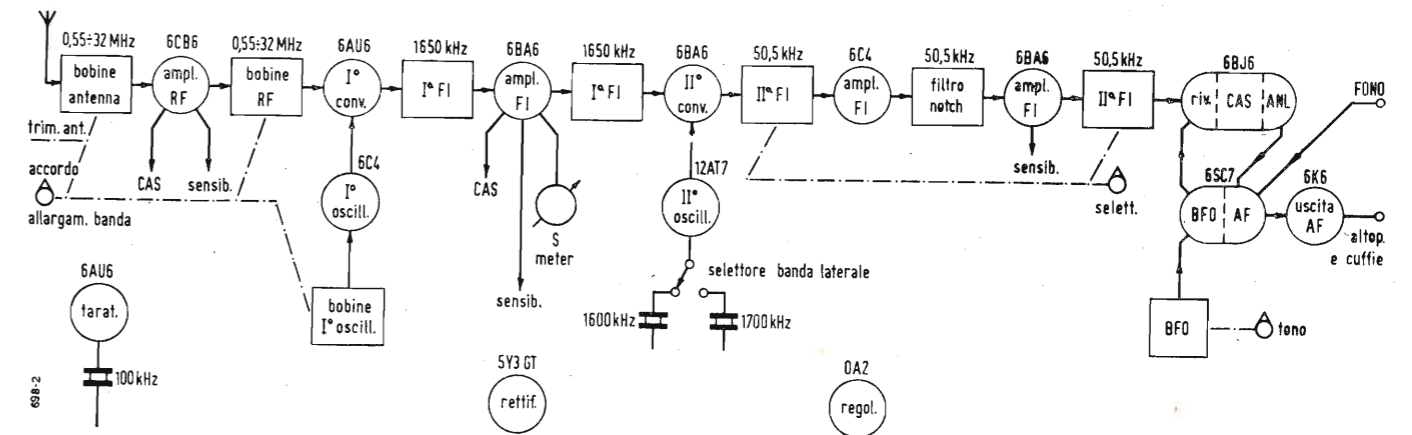 0,55÷32 MHz
bobine
antenna
6CB6
ampl.
RF
0,55÷32 MHz
bobine
RF
6AU6
I°
conv.
1650 kHz
Iª FI
6BA6
ampl.
FI
1650 kHz
Iª FI
6BA6
II°
conv.
50,5 kHz
IIª FI
6C4
ampl.
FI
50,5 kHz
filtro
notch
6BA6
ampl.
FI
50,5 kHz
IIª FI
6BJ6
riv. CAS ANL
FONO
trim. ant.
accordo
allargam. banda
CAS
sensib.
6C4
I°
oscill.
CAS
S
meter
sensib.
12AT7
II°
oscill.
sensib.
selett.
6SC7
BFO AF
6K6
uscita
AF
altop.
e cuffie
selettore banda laterale
1600 kHz
1700 kHz
bobine
I° oscill.
BFO
tono
6AU6
tarat.
100 kHz
5Y3 GT
rettif.
OA2
regol.
698-2